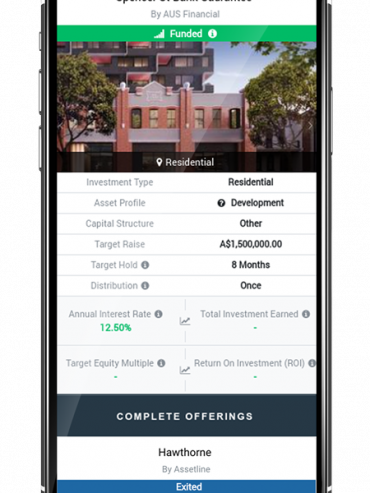 By AUS Financial
Funded
Residential
Investment Type Residential
Asset Profile Development
Capital Structure Other
Target Raise A$1,500,000.00
Target Hold 8 Months
Distribution Once
Annual Interest Rate Total Investment Earned
12.50% -
Target Equity Multiple Return On Investment (ROI)
- -
COMPLETE OFFERINGS
Hawthorne
By Assetline
Exited